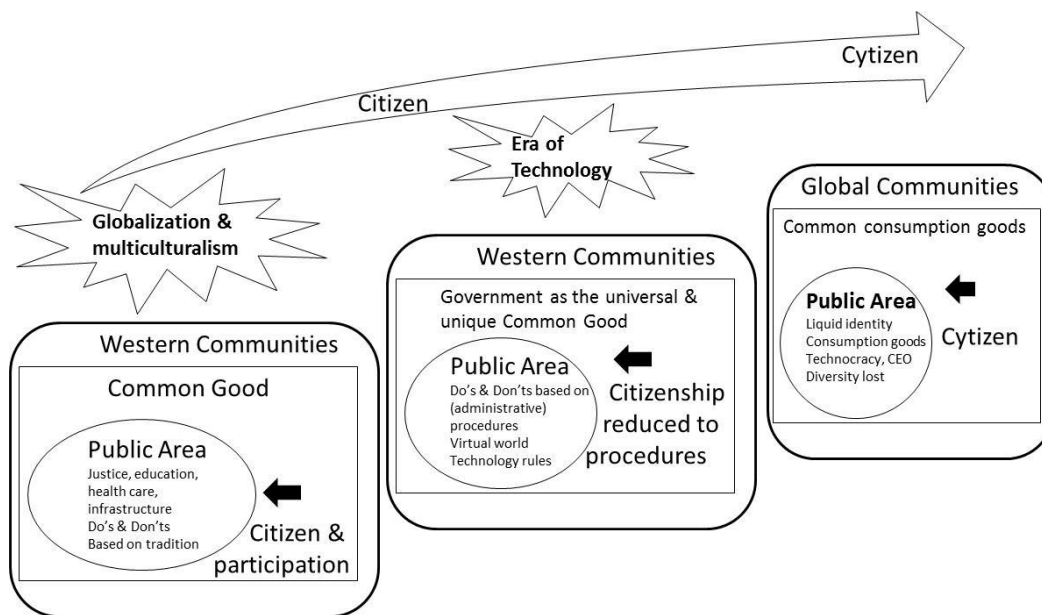 Cytizen
Citizen
Era of
Technology
Globalization &
multiculturalism
Western Communities
Common Good
Public Area
Justice, education,
health care,
infrastructure
Do's & Don'ts
Based on tradition
Citizen &
participation
Western Communities
Government as the universal &
unique Common Good
Public Area
Do's & Don'ts based on
(administrative)
procedures
Virtual world
Technology rules
Citizenship
reduced to
procedures
Global Communities
Common consumption goods
Public Area
Liquid identity
Consumption goods
Technocracy, CEO
Diversity lost
Cytizen